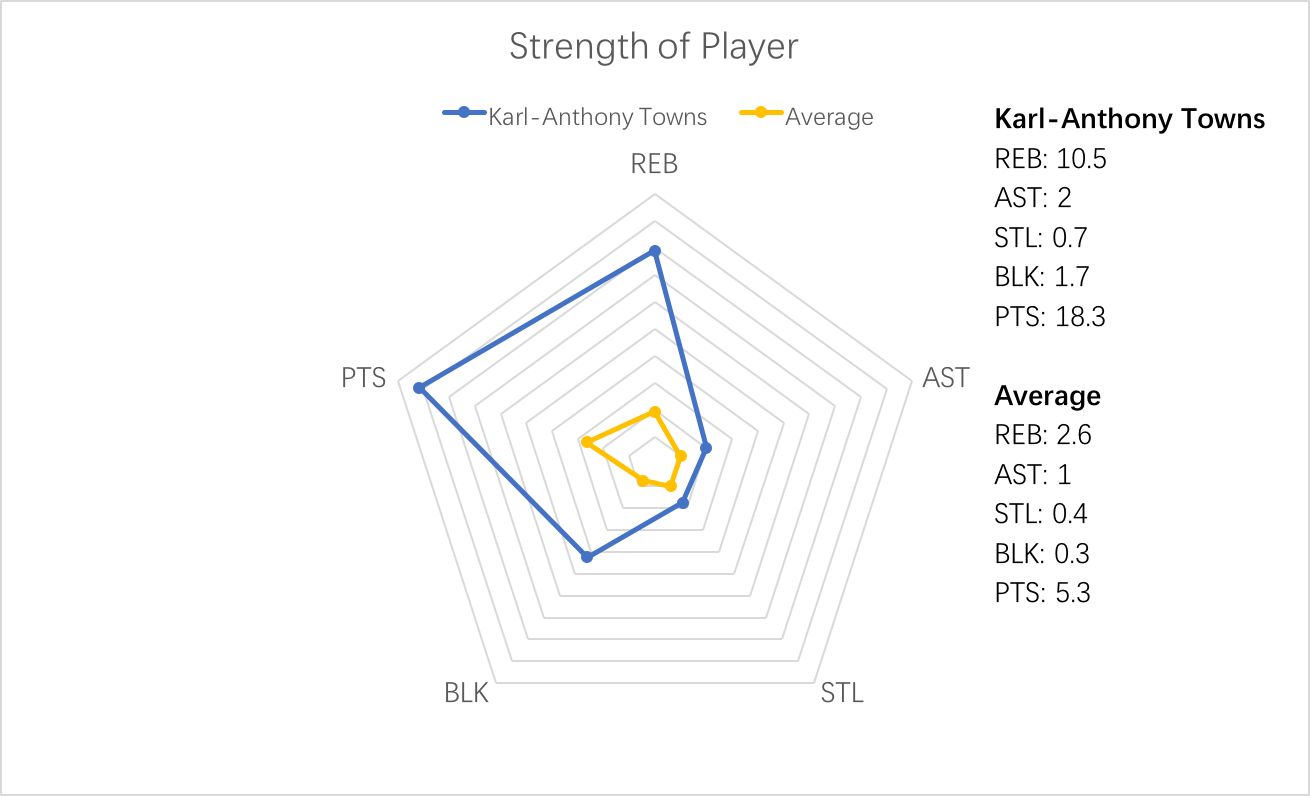 Strength of Player
Karl-Anthony Towns
Average
REB
AST
STL
BLK
PTS
Karl-Anthony Towns
REB: 10.5
AST: 2
STL: 0.7
BLK: 1.7
PTS: 18.3
Average
REB: 2.6
AST: 1
STL: 0.4
BLK: 0.3
PTS: 5.3